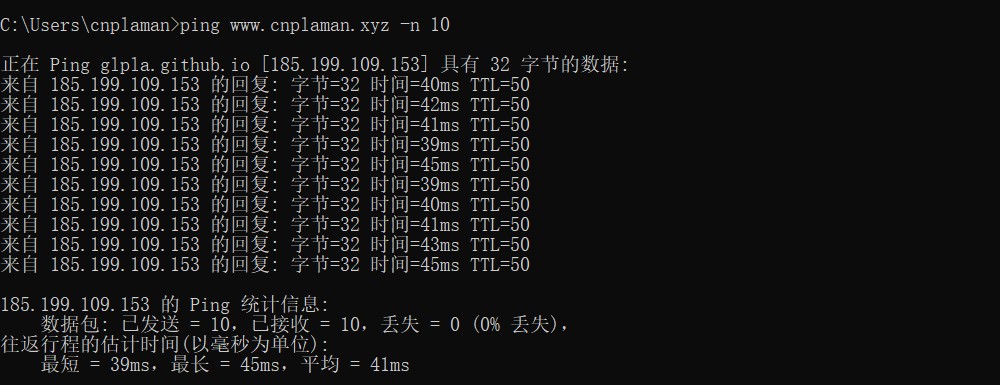 C:\Users\cnplaman>ping www.cnplaman.xyz -n 10
正在 Ping glpla.github.io [185.199.109.153] 具有 32 字节的数据:
来自 185.199.109.153 的回复: 字节=32 时间=40ms TTL=50
来自 185.199.109.153 的回复: 字节=32 时间=42ms TTL=50
来自 185.199.109.153 的回复: 字节=32 时间=41ms TTL=50
来自 185.199.109.153 的回复: 字节=32 时间=39ms TTL=50
来自 185.199.109.153 的回复: 字节=32 时间=45ms TTL=50
来自 185.199.109.153 的回复: 字节=32 时间=39ms TTL=50
来自 185.199.109.153 的回复: 字节=32 时间=40ms TTL=50
来自 185.199.109.153 的回复: 字节=32 时间=41ms TTL=50
来自 185.199.109.153 的回复: 字节=32 时间=43ms TTL=50
来自 185.199.109.153 的回复: 字节=32 时间=45ms TTL=50
185.199.109.153 的 Ping 统计信息:
数据包: 已发送 = 10，已接收 = 10，丢失 = 0 (0% 丢失)，
往返行程的估计时间(以毫秒为单位):
最短 = 39ms，最长 = 45ms，平均 = 41ms